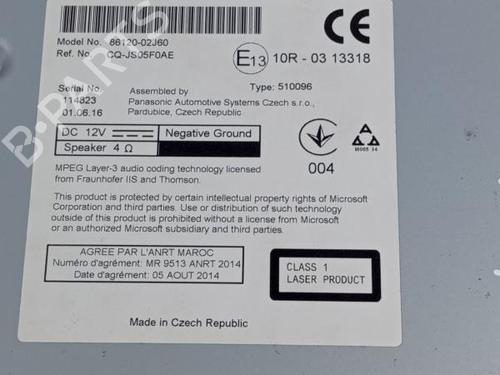 Model No. 86120-02J60
Ref. No. CQ-JS05F0AE
CE
E13 10R - 03 13318
Serial No.
114823
01.06.16
Assembled by
Type: 510096
Panasonic Automotive Systems Czech s.r.o.,
Pardubice, Czech Republic
DC 12V
Negative Ground
Speaker 4 Ω
004
MPEG Layer-3 audio coding technology licensed
from Fraunhofer IIS and Thomson.
This product is protected by certain intellectual property rights of Microsoft
Corporation and third parties. Use or distribution of such technology
outside of this product is prohibited without a license from Microsoft
or an authorized Microsoft subsidiary and third parties.
AGREE PAR L'ANRT MAROC
Numéro d'agrément: MR 9513 ANRT 2014
Date d'agrément: 05 AOUT 2014
CLASS 1
LASER PRODUCT
Made in Czech Republic
B-PARTS